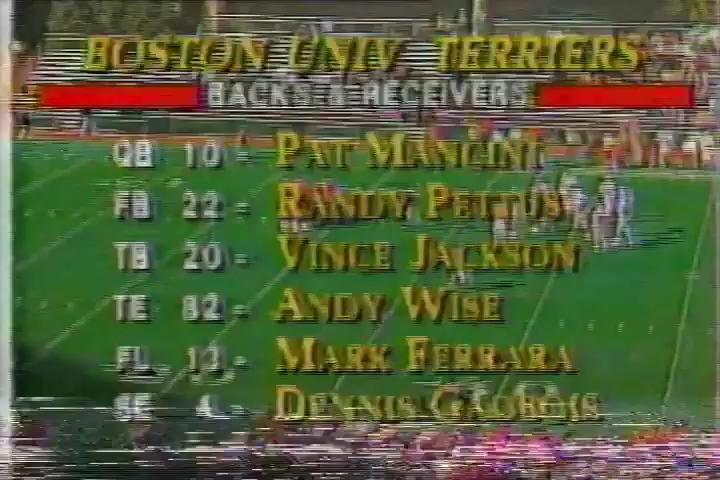 BOSTON UNIV TERRIERS
BACKS & RECEIVERS
QB 10 - PAT MANCINI
FB 22 - RANDY PETTUS
TB 20 - VINCE JACKSON
TE 82 - ANDY WISE
FL 13 - MARK FERRARA
SE 4 - DENNIS